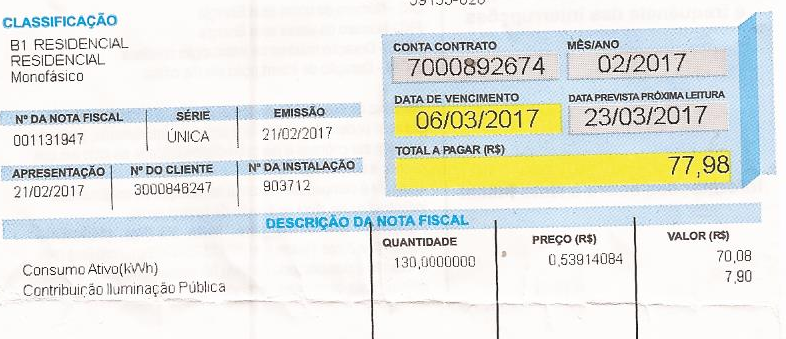 CLASSIFICAÇÃO
B1 RESIDENCIAL
RESIDENCIAL
Monofásico
CONTA CONTRATO MÊS/ANO
7000892674 02/2017
DATA DE VENCIMENTO DATA PREVISTA PRÓXIMA LEITURA
06/03/2017 23/03/2017
TOTAL A PAGAR (R$)
77,98
Nº DA NOTA FISCAL SÉRIE EMISSÃO
001131947 ÚNICA 21/02/2017
APRESENTAÇÃO Nº DO CLIENTE Nº DA INSTALAÇÃO
21/02/2017 3000846247 903712
DESCRIÇÃO DA NOTA FISCAL
QUANTIDADE PREÇO (R$) VALOR (R$)
Consumo Ativo(kWh) 130,0000000 0,53914084 70,08
Contribuição Iluminação Pública 7,90